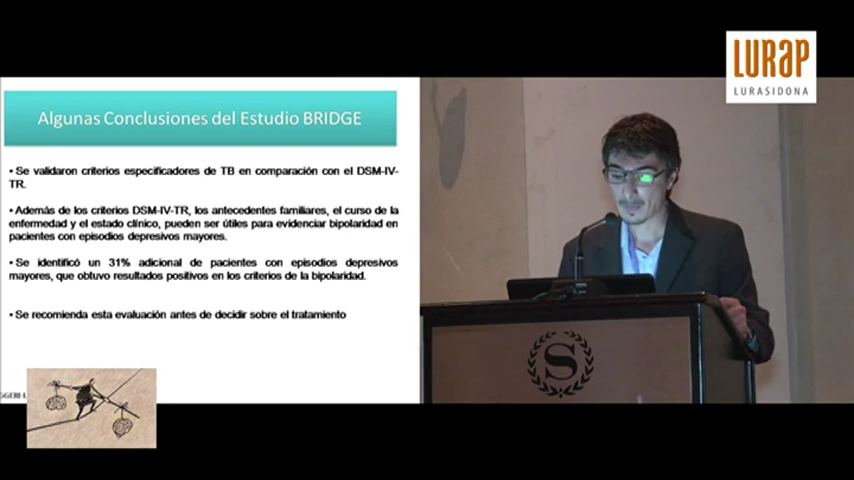 Algunas Conclusiones del Estudio BRIDGE
• Se validaron criterios especificadores de TB en comparación con el DSM-IV-
TR.
• Además de los criterios DSM-IV-TR, los antecedentes familiares, el curso de la
enfermedad y el estado clínico, pueden ser útiles para evidenciar bipolaridad en
pacientes con episodios depresivos mayores.
• Se identificó un 31% adicional de pacientes con episodios depresivos
mayores, que obtuvo resultados positivos en los criterios de la bipolaridad.
• Se recomienda esta evaluación antes de decidir sobre el tratamiento
LURAP
LURASIDONA
S